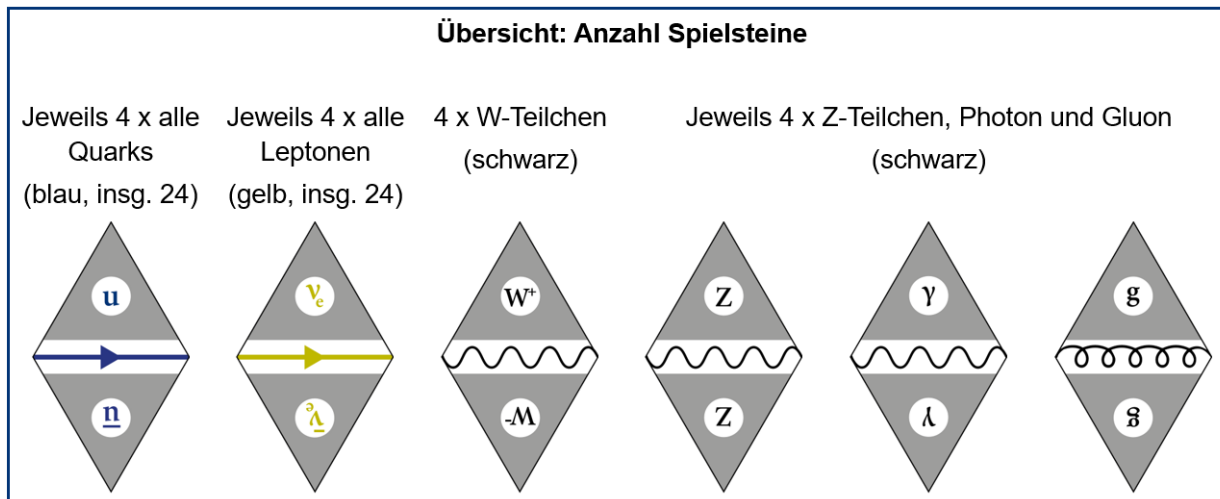 Übersicht: Anzahl Spielsteine
Jeweils 4 x alle
Quarks
(blau, insg. 24)
Jeweils 4 x alle
Leptonen
(gelb, insg. 24)
4 x W-Teilchen
(schwarz)
Jeweils 4 x Z-Teilchen, Photon und Gluon
(schwarz)
u
νₑ
W⁺
Z
γ
g
ū
ν̄ₑ
W⁻
Z
γ
g